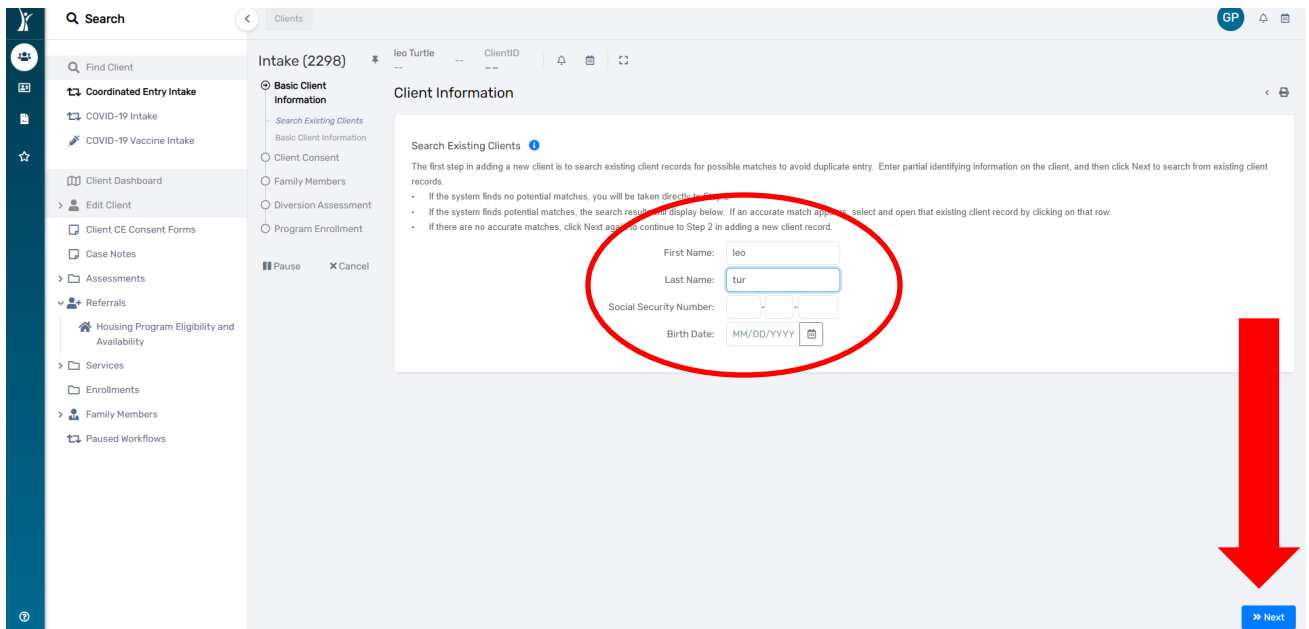 Search
Clients
GP
Find Client
Coordinated Entry Intake
COVID-19 Intake
COVID-19 Vaccine Intake
Client Dashboard
Edit Client
Client CE Consent Forms
Case Notes
Assessments
Referrals
Housing Program Eligibility and
Availability
Services
Enrollments
Family Members
Paused Workflows
Intake (2298)
Basic Client
Information
Search Existing Clients
Basic Client Information
Client Consent
Family Members
Diversion Assessment
Program Enrollment
Pause
Cancel
leo Turtle -- ClientID
-- --
Client Information
Search Existing Clients
The first step in adding a new client is to search existing client records for possible matches to avoid duplicate entry. Enter partial identifying information on the client, and then click Next to search from existing client
records.
• If the system finds no potential matches, you will be taken directly to Step 2.
• If the system finds potential matches, the search results will display below. If an accurate match appears, select and open that existing client record by clicking on that row.
• If there are no accurate matches, click Next again to continue to Step 2 in adding a new client record.
First Name: leo
Last Name: tur
Social Security Number: - -
Birth Date: MM/DD/YYYY
Next